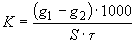 K = (g₁ − g₂) · 1000 / S · τ